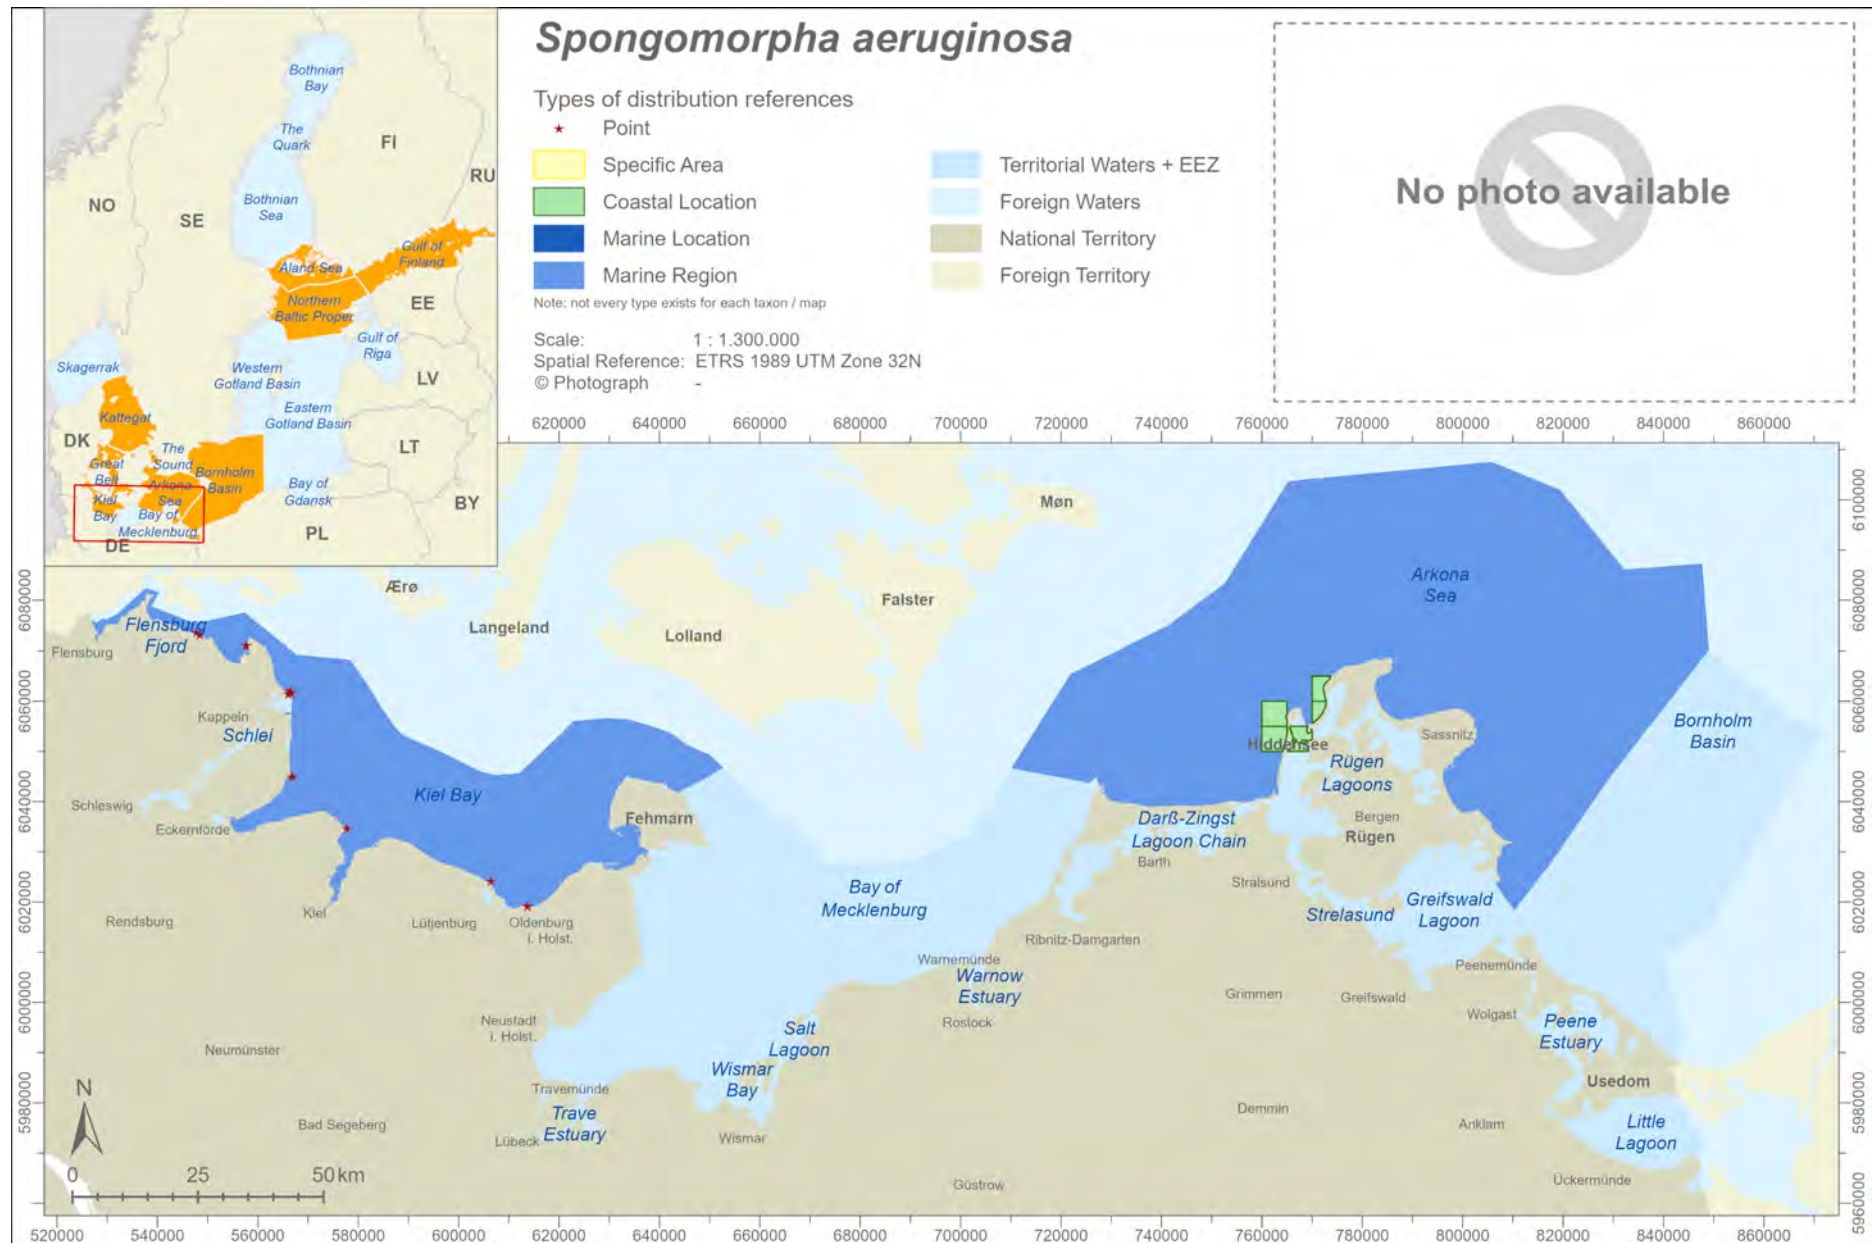 Spongomorpha aeruginosa
Types of distribution references
Point
Specific Area
Coastal Location
Marine Location
Marine Region
Territorial Waters + EEZ
Foreign Waters
National Territory
Foreign Territory
Note: not every type exists for each taxon / map
Scale: 1 : 1.300.000
Spatial Reference: ETRS 1989 UTM Zone 32N
© Photograph -
No photo available
Bothnian
Bay
The
Quark
FI
RU
NO
SE
Bothnian
Sea
Gulf of
Finland
Åland Sea
Northern
Baltic Proper
EE
Gulf of
Riga
Skagerrak
Western
Gotland Basin
LV
Kattegat
Eastern
Gotland Basin
DK
The
Sound
LT
Great
Belt
Bornholm
Basin
Arkona
Sea
Kiel
Bay
Bay of
Mecklenburg
Bay of
Gdansk
BY
DE
PL
620000 640000 660000 680000 700000 720000 740000 760000 780000 800000 820000 840000 860000
Møn
Ærø
Langeland
Lolland
Falster
Arkona
Sea
Flensburg
Fjord
Flensburg
Kappeln
Schlei
Schleswig
Eckernförde
Kiel Bay
Fehmarn
Hiddensee
Sassnitz
Bornholm
Basin
Rügen
Lagoons
Bergen
Rügen
Darß-Zingst
Lagoon Chain
Barth
Stralsund
Strelasund
Greifswald
Lagoon
Bay of
Mecklenburg
Rendsburg
Kiel
Lütjenburg
Oldenburg
i. Holst.
Ribnitz-Damgarten
Warnemünde
Warnow
Estuary
Rostock
Peenemünde
Grimmen
Greifswald
Wolgast
Peene
Estuary
Neustadt
i. Holst.
Salt
Lagoon
Neumünster
Wismar
Bay
Usedom
Travemünde
Trave
Estuary
Lübeck
Bad Segeberg
Wismar
Demmin
Anklam
Little
Lagoon
Güstrow
Ückermünde
N
0 25 50 km
6080000
6060000
6040000
6020000
6000000
5980000
6100000
6080000
6060000
6040000
6020000
6000000
5980000
5960000
520000 540000 560000 580000 600000 620000 640000 660000 680000 700000 720000 740000 760000 780000 800000 820000 840000 860000